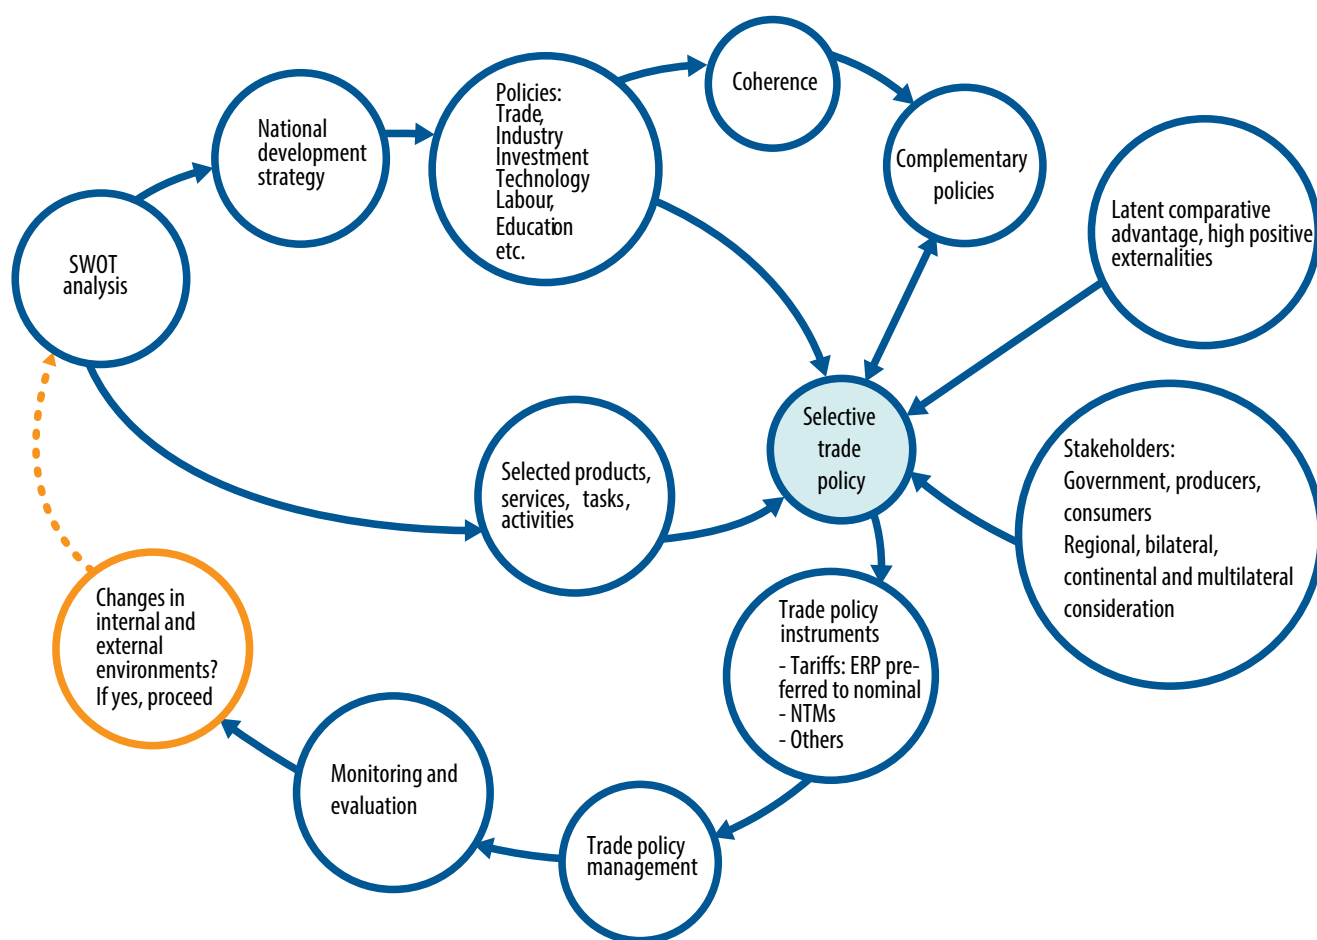 Coherence
Policies:
Trade,
Industry
Investment
Technology
Labour,
Education
etc.
National
development
strategy
Complementary
policies
Latent comparative
advantage, high positive
externalities
SWOT
analysis
Selective
trade
policy
Stakeholders:
Government, producers,
consumers
Regional, bilateral,
continental and multilateral
consideration
Selected products,
services, tasks,
activities
Changes in
internal and
external
environments?
If yes, proceed
Trade policy
instruments
- Tariffs: ERP pre-
ferred to nominal
- NTMs
- Others
Monitoring and
evaluation
Trade policy
management